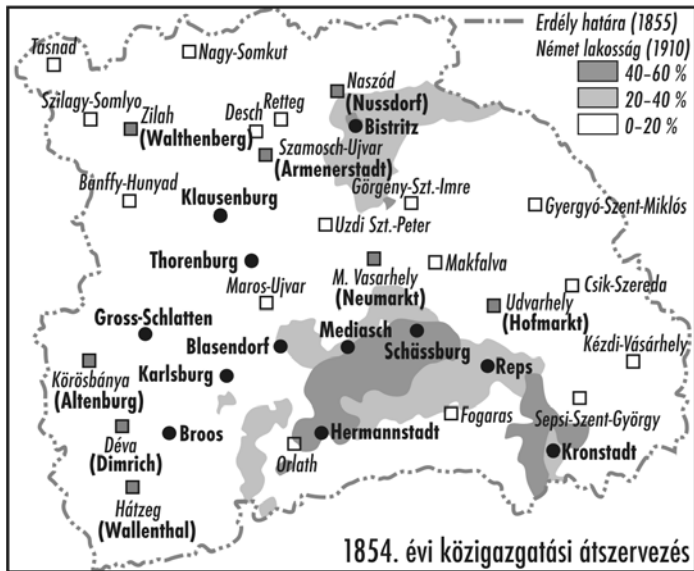 Erdély határa (1855)
Német lakosság (1910)
40–60 %
20–40 %
0–20 %
Tasnad
Nagy-Somkut
Szilagy-Somlyo
Zilah
(Walthenberg)
Desch
Retteg
Naszód
(Nussdorf)
Bistritz
Szamosch-Ujvar
(Armenerstadt)
Bánffy-Hunyad
Klausenburg
Görgény-Szt.-Imre
Gyergyó-Szent-Miklós
Uzdi Szt.-Peter
Thorenburg
Maros-Ujvar
M. Vasarhely
(Neumarkt)
Makfalva
Csik-Szereda
Udvarhely
(Hofmarkt)
Gross-Schlatten
Blasendorf
Mediasch
Schässburg
Kézdi-Vásárhely
Körösbánya
(Altenburg)
Karlsburg
Reps
Déva
(Dimrich)
Broos
Hermannstadt
Fogaras
Sepsi-Szent-György
Orlath
Kronstadt
Hátzeg
(Wallenthal)
1854. évi közigazgatási átszervezés